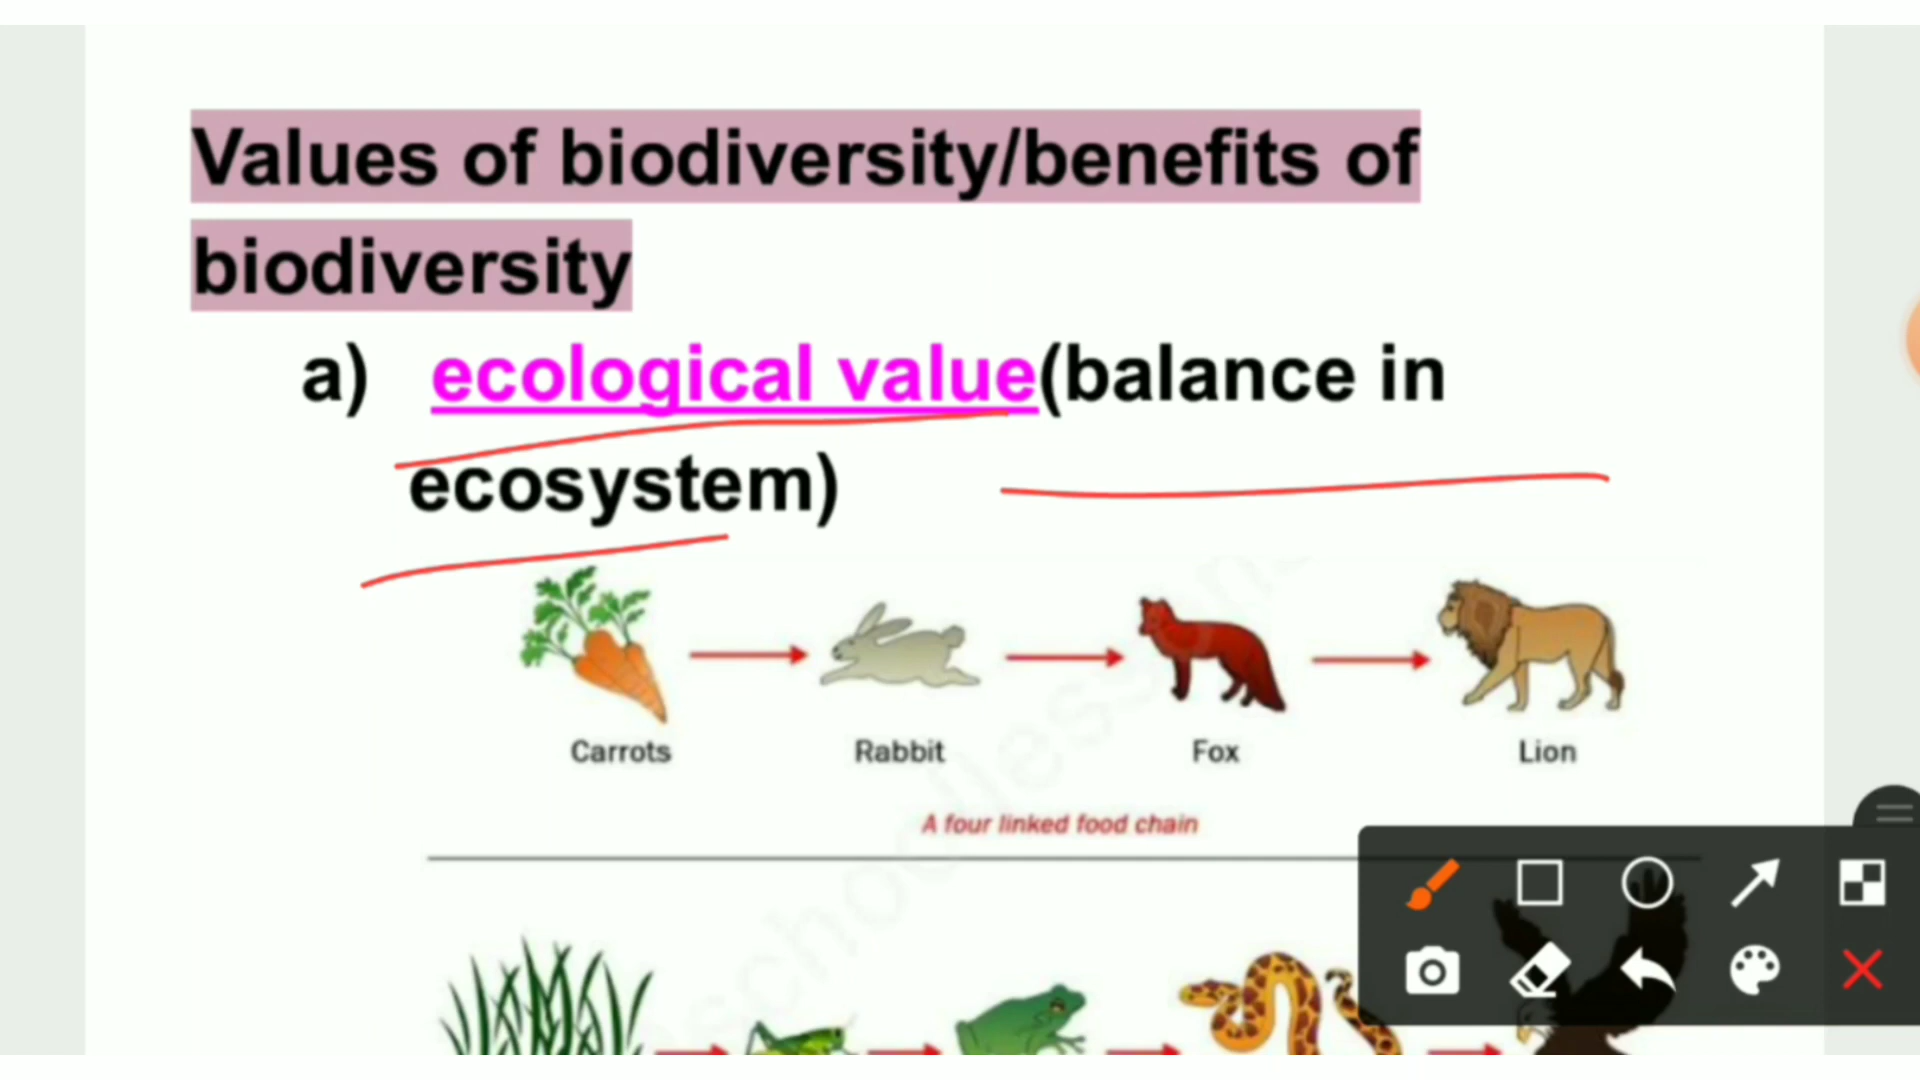 Values of biodiversity/benefits of
biodiversity
a) ecological value(balance in
ecosystem)
Carrots Rabbit Fox Lion
A four linked food chain